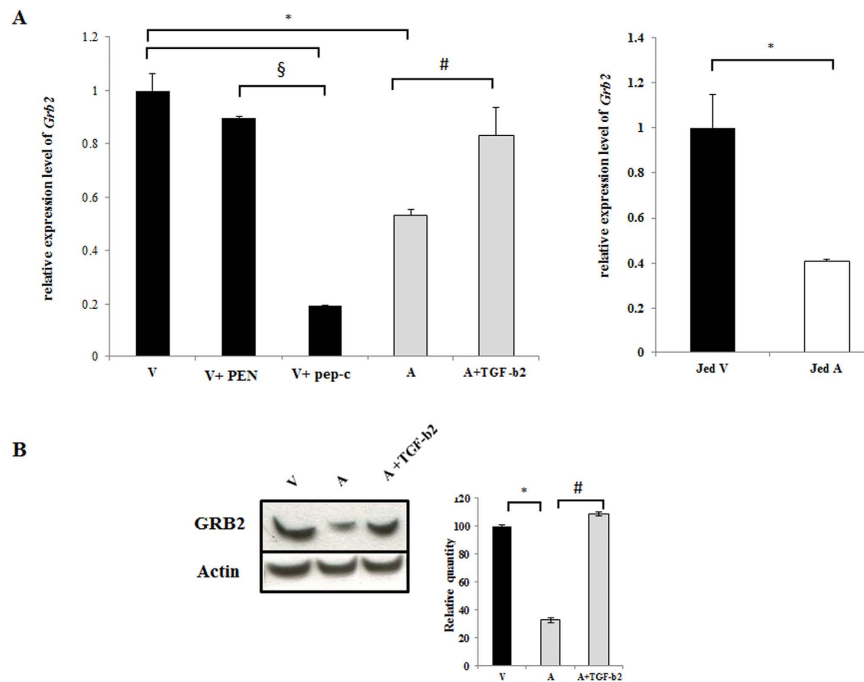 A
relative expression level of Grb2
1.2
1
0.8
0.6
0.4
0.2
0
*
§
#
V
V+ PEN
V+ pep-c
A
A+TGF-b2
relative expression level of Grb2
1.4
1.2
1
0.8
0.6
0.4
0.2
0
*
Jed V
Jed A
B
V
A
A +TGF-b2
GRB2
Actin
Relative quantity
120
100
80
60
40
20
0
*
#
V
A
A+TGF-b2